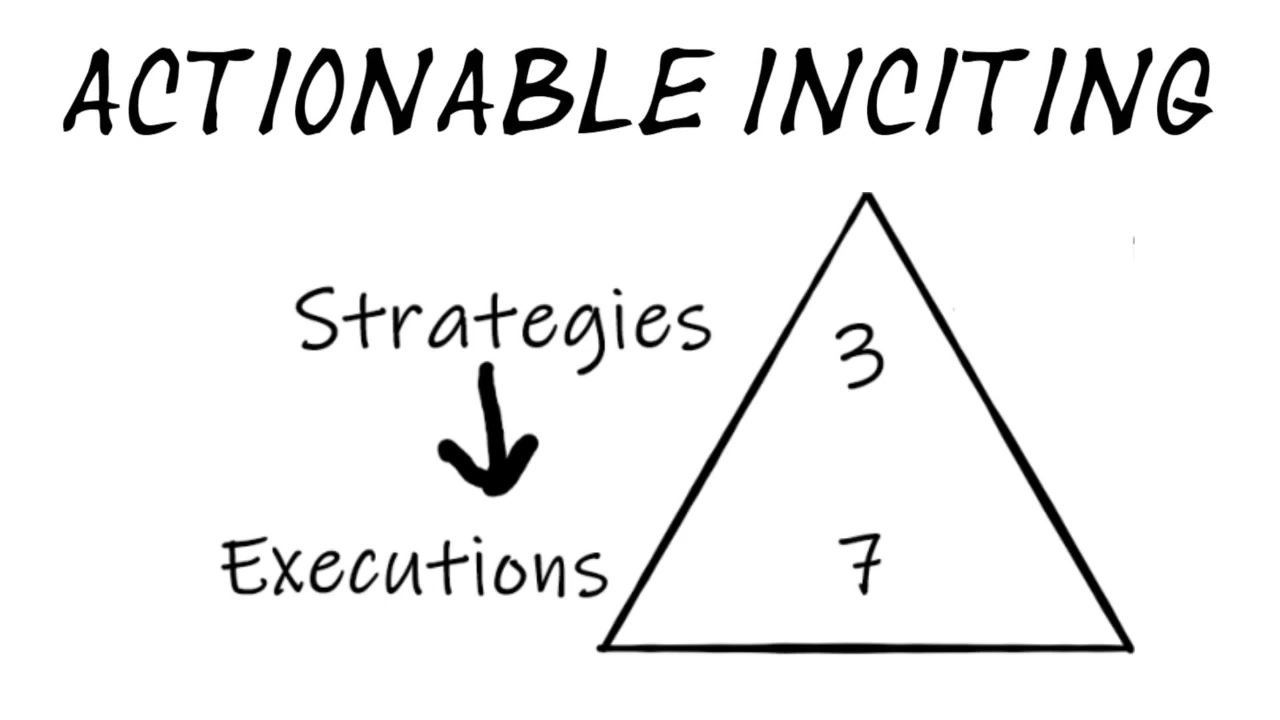 ACTIONABLE INCITING
Strategies
3
Executions
7